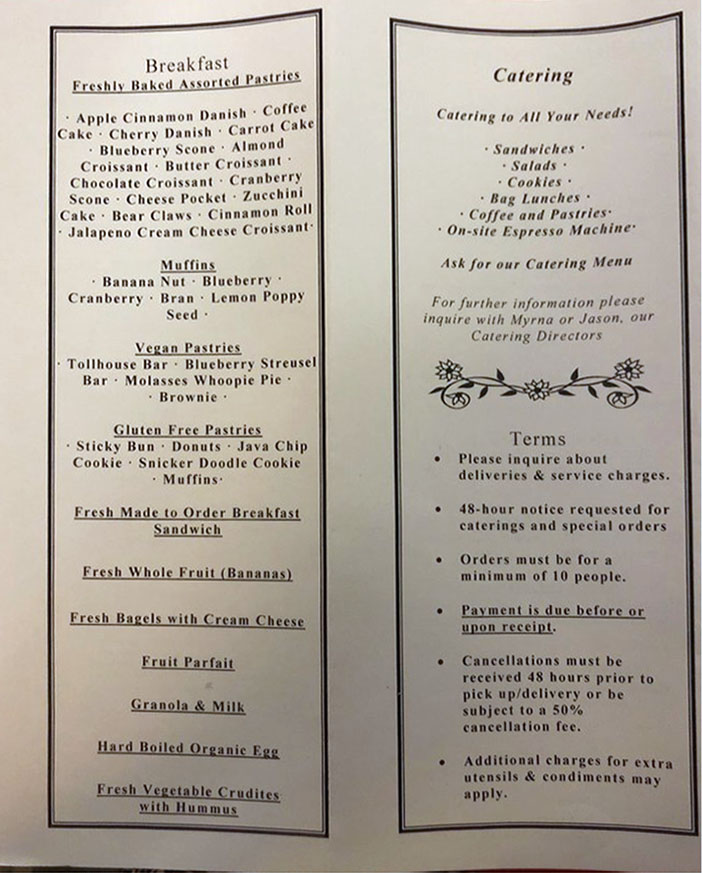 Breakfast
Freshly Baked Assorted Pastries
· Apple Cinnamon Danish · Coffee
Cake · Cherry Danish · Carrot Cake
· Blueberry Scone · Almond
Croissant · Butter Croissant ·
Chocolate Croissant · Cranberry
Scone · Cheese Pocket · Zucchini
Cake · Bear Claws · Cinnamon Roll
· Jalapeno Cream Cheese Croissant·
Muffins
· Banana Nut · Blueberry ·
Cranberry · Bran · Lemon Poppy
Seed ·
Vegan Pastries
· Tollhouse Bar · Blueberry Streusel
Bar · Molasses Whoopie Pie ·
· Brownie ·
Gluten Free Pastries
· Sticky Bun · Donuts · Java Chip
Cookie · Snicker Doodle Cookie
· Muffins·
Fresh Made to Order Breakfast
Sandwich
Fresh Whole Fruit (Bananas)
Fresh Bagels with Cream Cheese
Fruit Parfait
Granola & Milk
Hard Boiled Organic Egg
Fresh Vegetable Crudites
with Hummus
Catering
Catering to All Your Needs!
· Sandwiches ·
· Salads ·
· Cookies ·
· Bag Lunches ·
· Coffee and Pastries·
· On-site Espresso Machine·
Ask for our Catering Menu
For further information please
inquire with Myrna or Jason, our
Catering Directors
Terms
• Please inquire about
deliveries & service charges.
• 48-hour notice requested for
caterings and special orders
• Orders must be for a
minimum of 10 people.
• Payment is due before or
upon receipt.
• Cancellations must be
received 48 hours prior to
pick up/delivery or be
subject to a 50%
cancellation fee.
• Additional charges for extra
utensils & condiments may
apply.